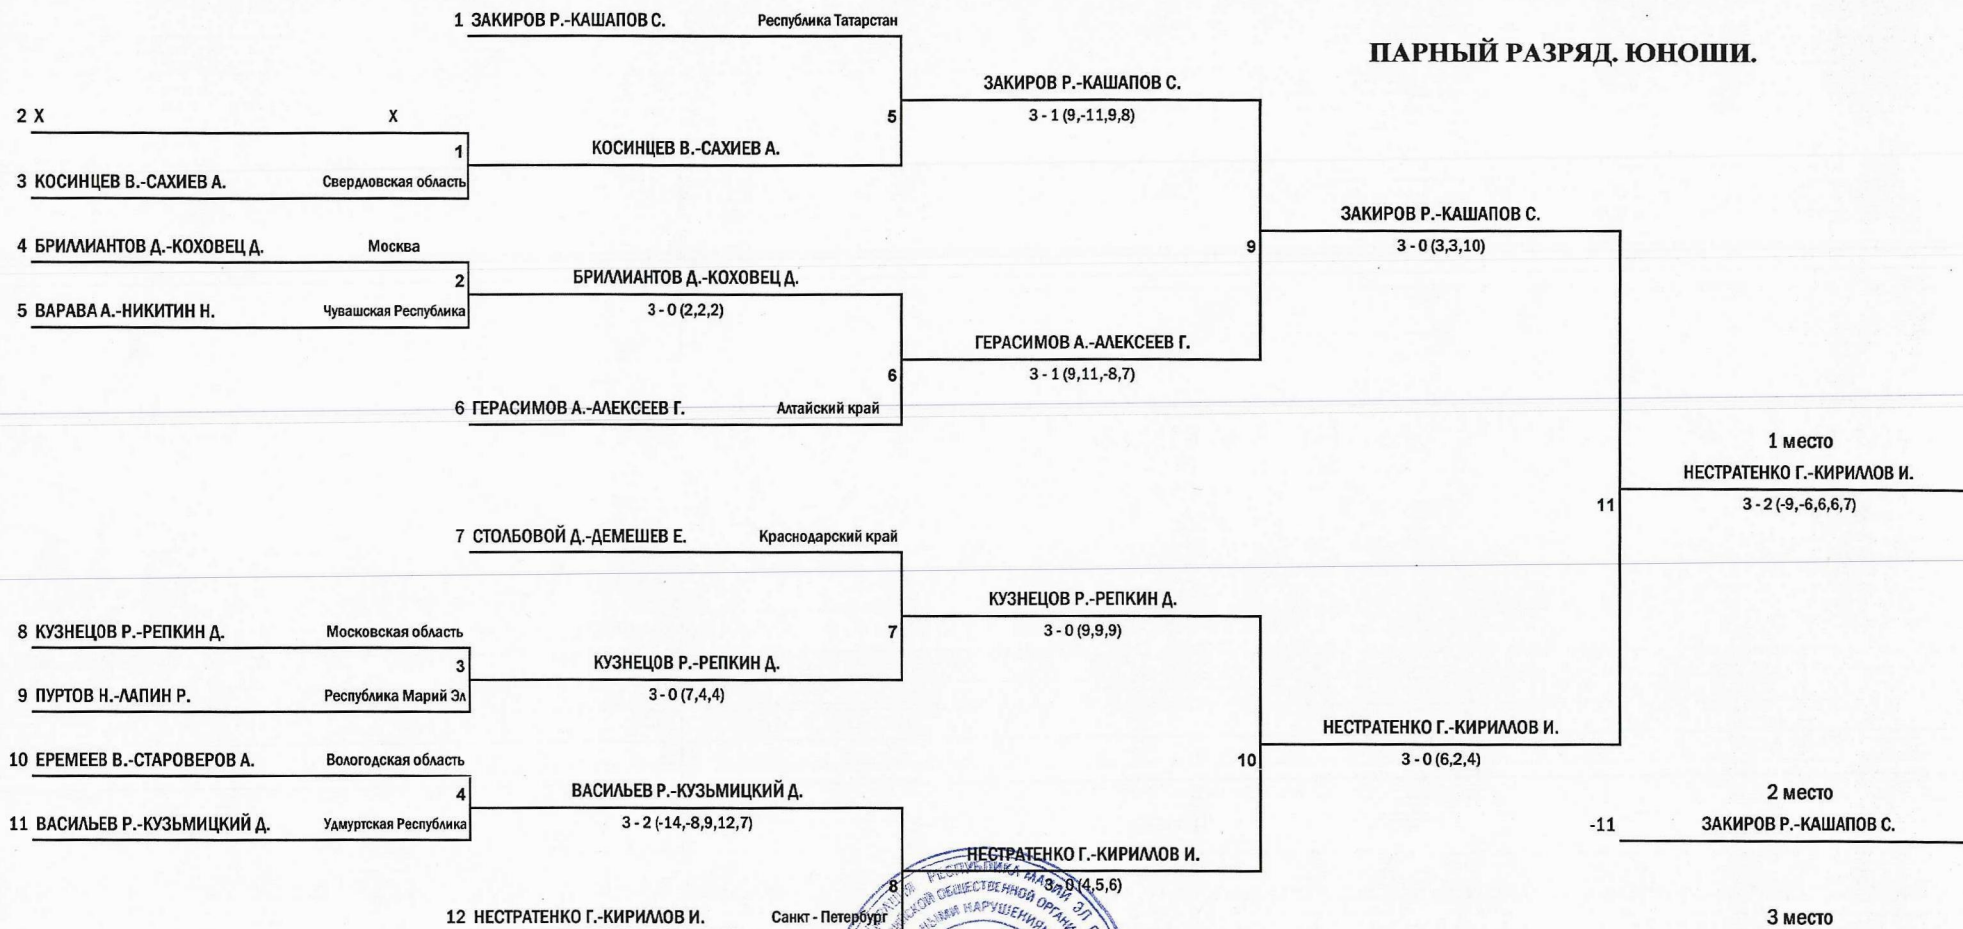 1 ЗАКИРОВ Р.-КАШАПОВ С. Республика Татарстан
ПАРНЫЙ РАЗРЯД. ЮНОШИ.
ЗАКИРОВ Р.-КАШАПОВ С.
2 X X
5
3 - 1 (9,-11,9,8)
1
КОСИНЦЕВ В.-САХИЕВ А.
3 КОСИНЦЕВ В.-САХИЕВ А. Свердловская область
ЗАКИРОВ Р.-КАШАПОВ С.
4 БРИЛЛИАНТОВ Д.-КОХОВЕЦ Д. Москва
9
3 - 0 (3,3,10)
2
БРИЛЛИАНТОВ Д.-КОХОВЕЦ Д.
5 ВАРАВА А.-НИКИТИН Н. Чувашская Республика
3 - 0 (2,2,2)
ГЕРАСИМОВ А.-АЛЕКСЕЕВ Г.
6
3 - 1 (9,11,-8,7)
6 ГЕРАСИМОВ А.-АЛЕКСЕЕВ Г. Алтайский край
1 место
НЕСТРАТЕНКО Г.-КИРИЛЛОВ И.
11
3 - 2 (-9,-6,6,6,7)
7 СТОЛБОВОЙ Д.-ДЕМЕШЕВ Е. Краснодарский край
КУЗНЕЦОВ Р.-РЕПКИН Д.
8 КУЗНЕЦОВ Р.-РЕПКИН Д. Московская область
7
3 - 0 (9,9,9)
3
КУЗНЕЦОВ Р.-РЕПКИН Д.
9 ПУРТОВ Н.-ЛАПИН Р. Республика Марий Эл
3 - 0 (7,4,4)
НЕСТРАТЕНКО Г.-КИРИЛЛОВ И.
10 ЕРЕМЕЕВ В.-СТАРОВЕРОВ А. Вологодская область
10
3 - 0 (6,2,4)
4
ВАСИЛЬЕВ Р.-КУЗЬМИЦКИЙ Д.
2 место
11 ВАСИЛЬЕВ Р.-КУЗЬМИЦКИЙ Д. Удмуртская Республика
3 - 2 (-14,-8,9,12,7)
-11
ЗАКИРОВ Р.-КАШАПОВ С.
НЕСТРАТЕНКО Г.-КИРИЛЛОВ И.
8
3 - 0 (4,5,6)
12 НЕСТРАТЕНКО Г.-КИРИЛЛОВ И. Санкт - Петербург
3 место
РЕСПУБЛИКА МАРИЙ ЭЛ
ОБЩЕСТВЕННОЙ